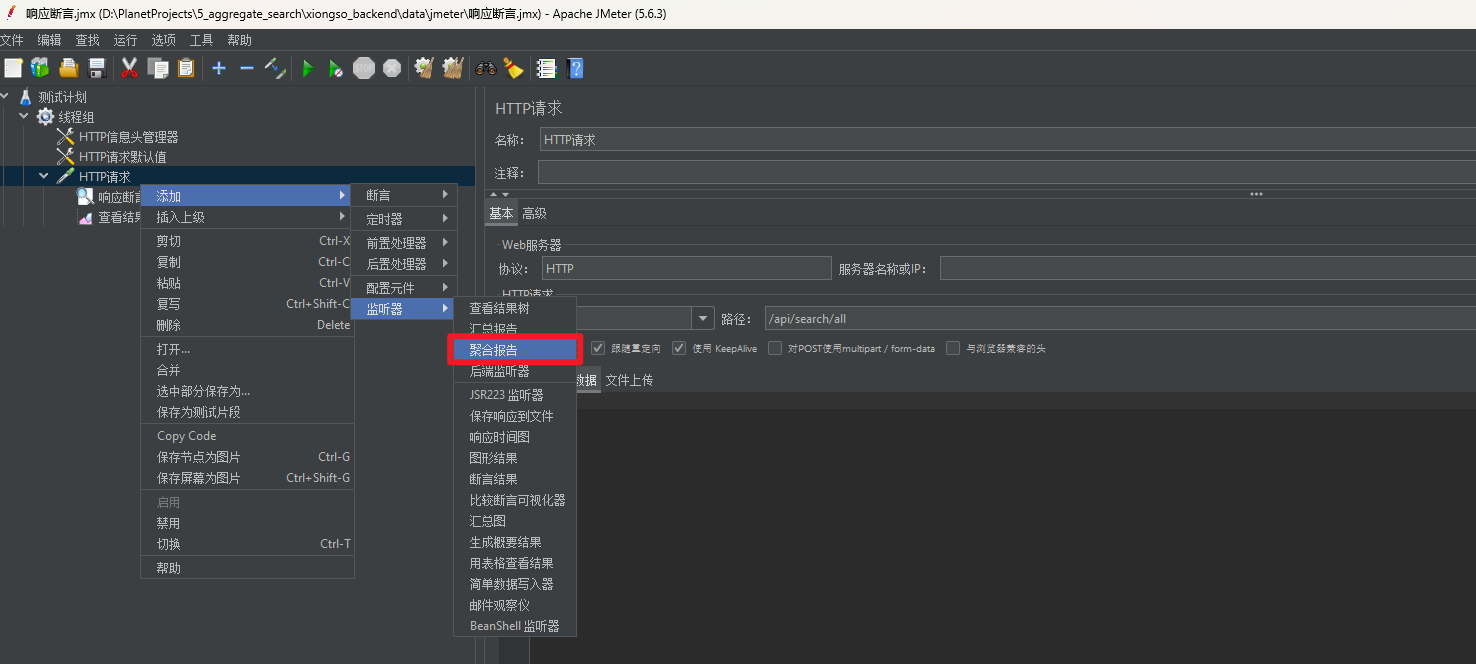 响应断言.jmx (D:\PlanetProjects\5_aggregate_search\xiongso_backend\data\jmeter\响应断言.jmx) - Apache JMeter (5.6.3)
文件 编辑 查找 运行 选项 工具 帮助
测试计划
线程组
HTTP信息头管理器
HTTP请求默认值
HTTP请求
响应断言
查看结
添加
插入上级
剪切 Ctrl-X
复制 Ctrl-C
粘贴 Ctrl-V
复写 Ctrl+Shift-C
删除 Delete
打开...
合并
选中部分保存为...
保存为测试片段
Copy Code
保存节点为图片 Ctrl-G
保存屏幕为图片 Ctrl+Shift-G
启用
禁用
切换 Ctrl-T
帮助
断言
定时器
前置处理器
后置处理器
配置元件
监听器
查看结果树
汇总报告
聚合报告
后端监听器
JSR223 监听器
保存响应到文件
响应时间图
图形结果
断言结果
比较断言可视化器
汇总图
生成概要结果
用表格查看结果
简单数据写入器
邮件观察仪
BeanShell 监听器
HTTP请求
名称: HTTP请求
注释:
基本 高级
Web服务器
协议: HTTP 服务器名称或IP:
HTTP请求
路径: /api/search/all
跟随重定向 使用 KeepAlive 对POST使用multipart / form-data 与浏览器兼容的头
数据 文件上传